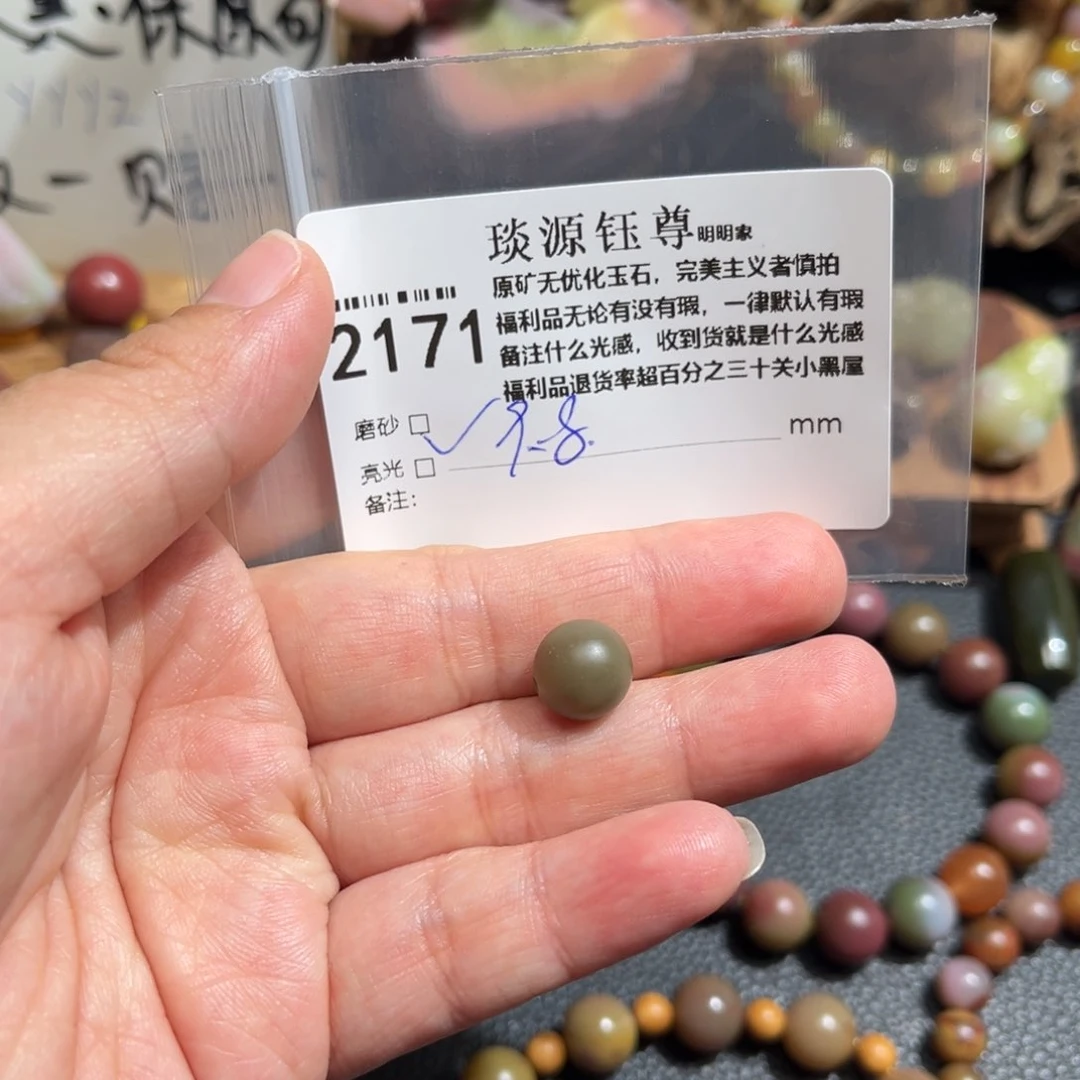 琰源钰尊明明家
原矿无优化玉石，完美主义者慎拍
福利品无论有没有瑕，一律默认有瑕
备注什么光感，收到货就是什么光感
福利品退货率超百分之三十关小黑屋
2171
磨砂
9-8.
mm
亮光
备注：